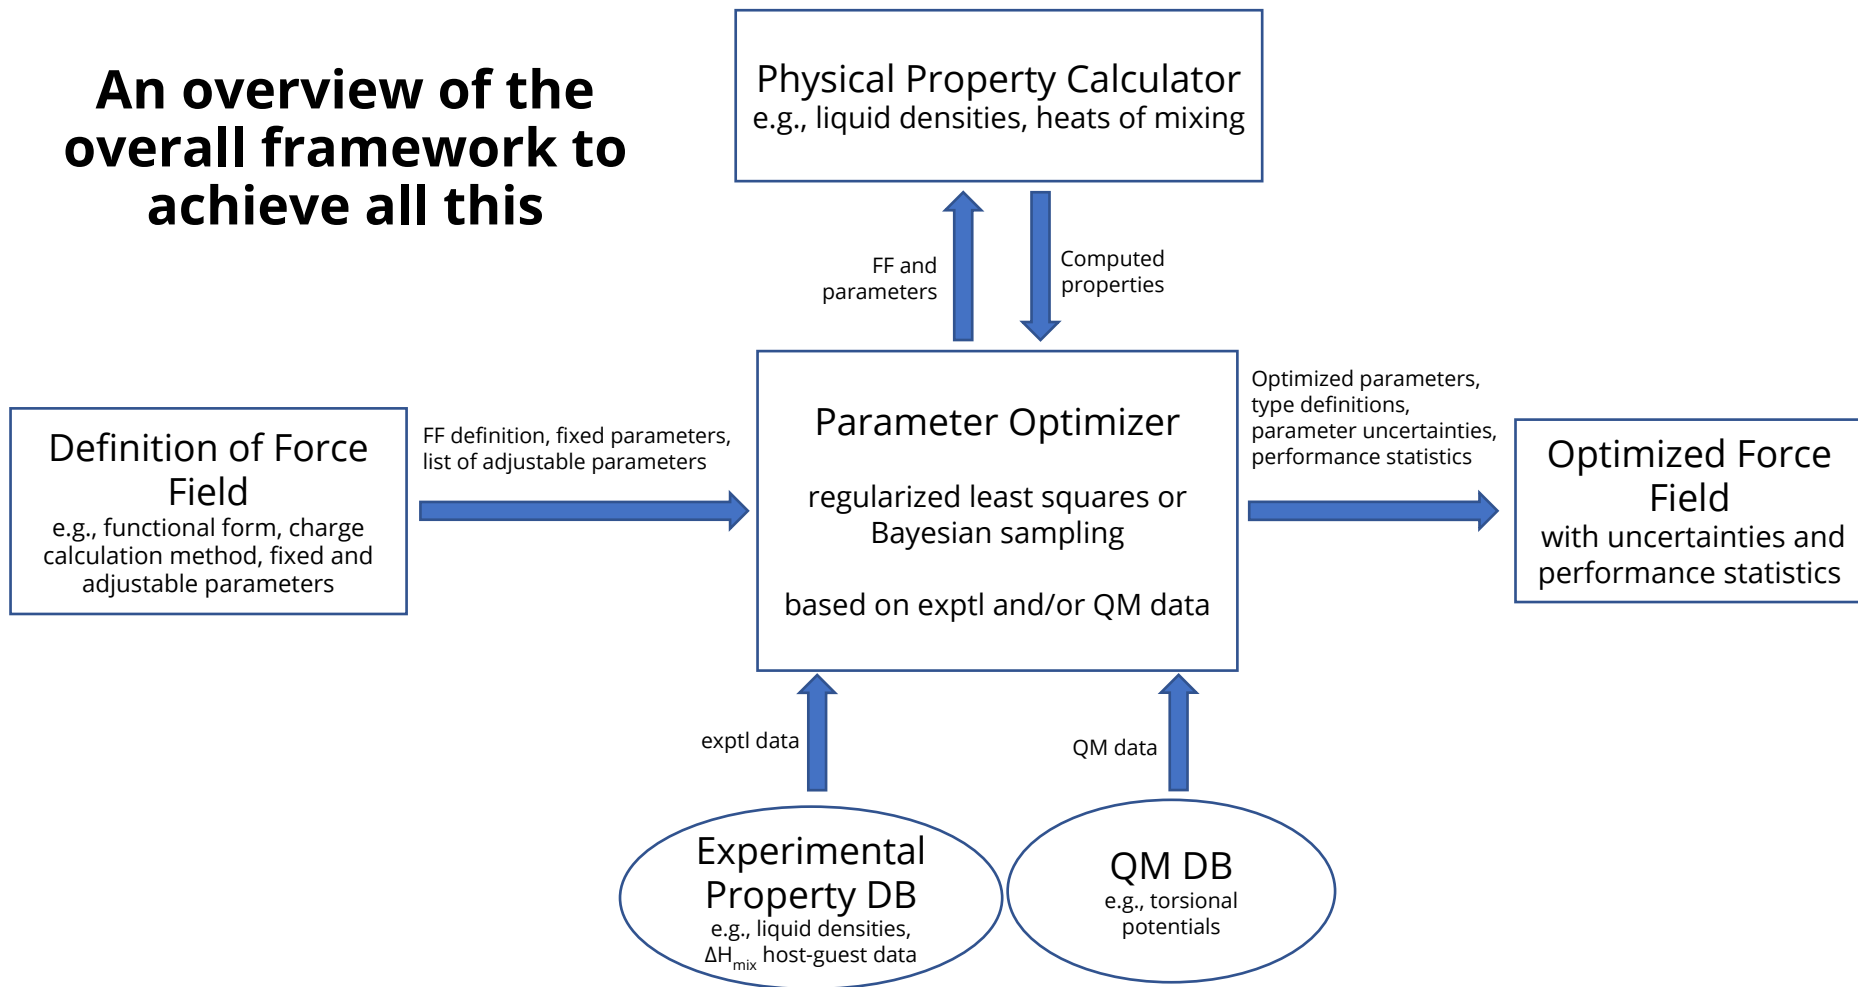 An overview of the
overall framework to
achieve all this
Physical Property Calculator
e.g., liquid densities, heats of mixing
FF and
parameters
Computed
properties
Definition of Force
Field
e.g., functional form, charge
calculation method, fixed and
adjustable parameters
FF definition, fixed parameters,
list of adjustable parameters
Parameter Optimizer
regularized least squares or
Bayesian sampling
based on exptl and/or QM data
Optimized parameters,
type definitions,
parameter uncertainties,
performance statistics
Optimized Force
Field
with uncertainties and
performance statistics
exptl data
QM data
Experimental
Property DB
e.g., liquid densities,
ΔHmix host-guest data
QM DB
e.g., torsional
potentials